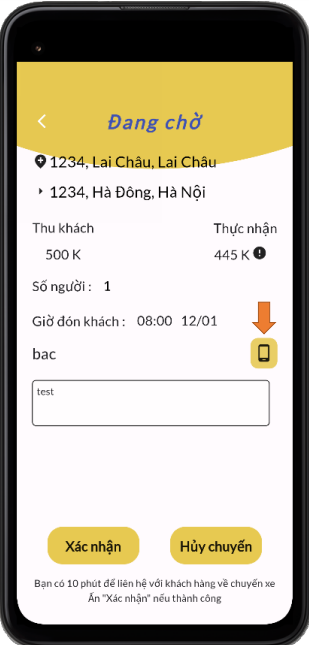 Đang chờ
1234, Lai Châu, Lai Châu
1234, Hà Đông, Hà Nội
Thu khách Thực nhận
500 K 445 K
Số người : 1
Giờ đón khách : 08:00 12/01
bac
test
Xác nhận Hủy chuyến
Bạn có 10 phút để liên hệ với khách hàng về chuyến xe
Ấn "Xác nhận" nếu thành công